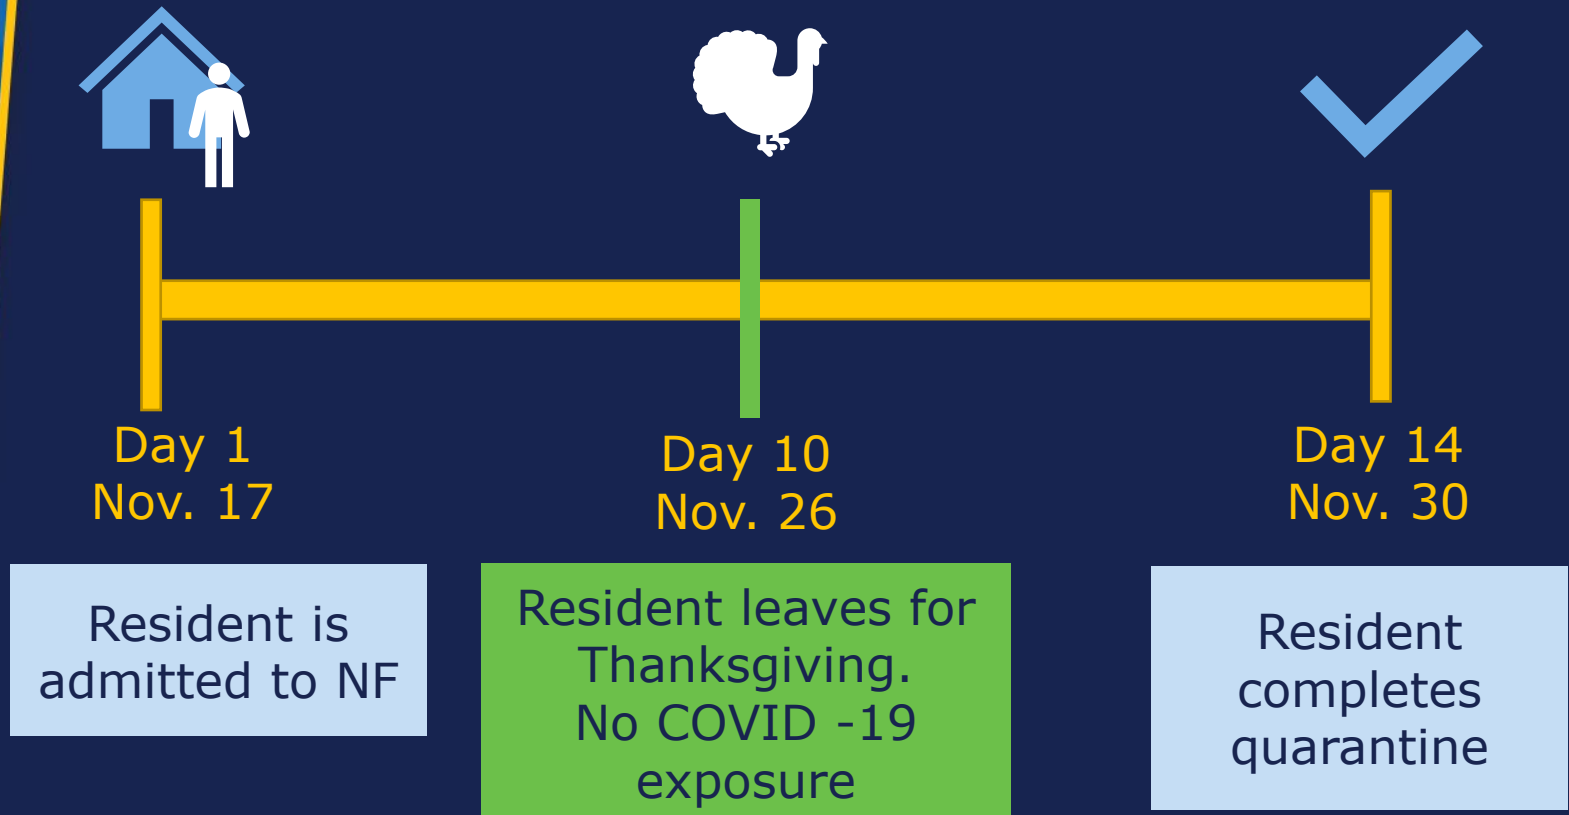 Day 1
Nov. 17
Resident is
admitted to NF
Day 10
Nov. 26
Resident leaves for
Thanksgiving.
No COVID -19
exposure
Day 14
Nov. 30
Resident
completes
quarantine